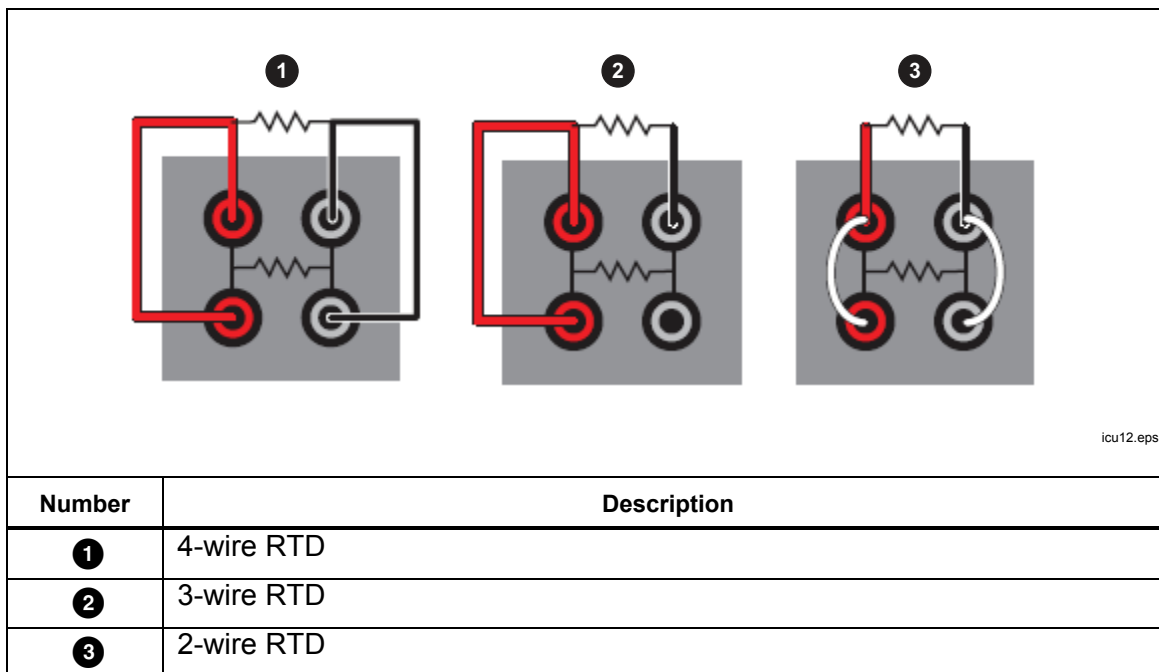 1 2 3
icu12.eps
Number Description
1 4-wire RTD
2 3-wire RTD
3 2-wire RTD